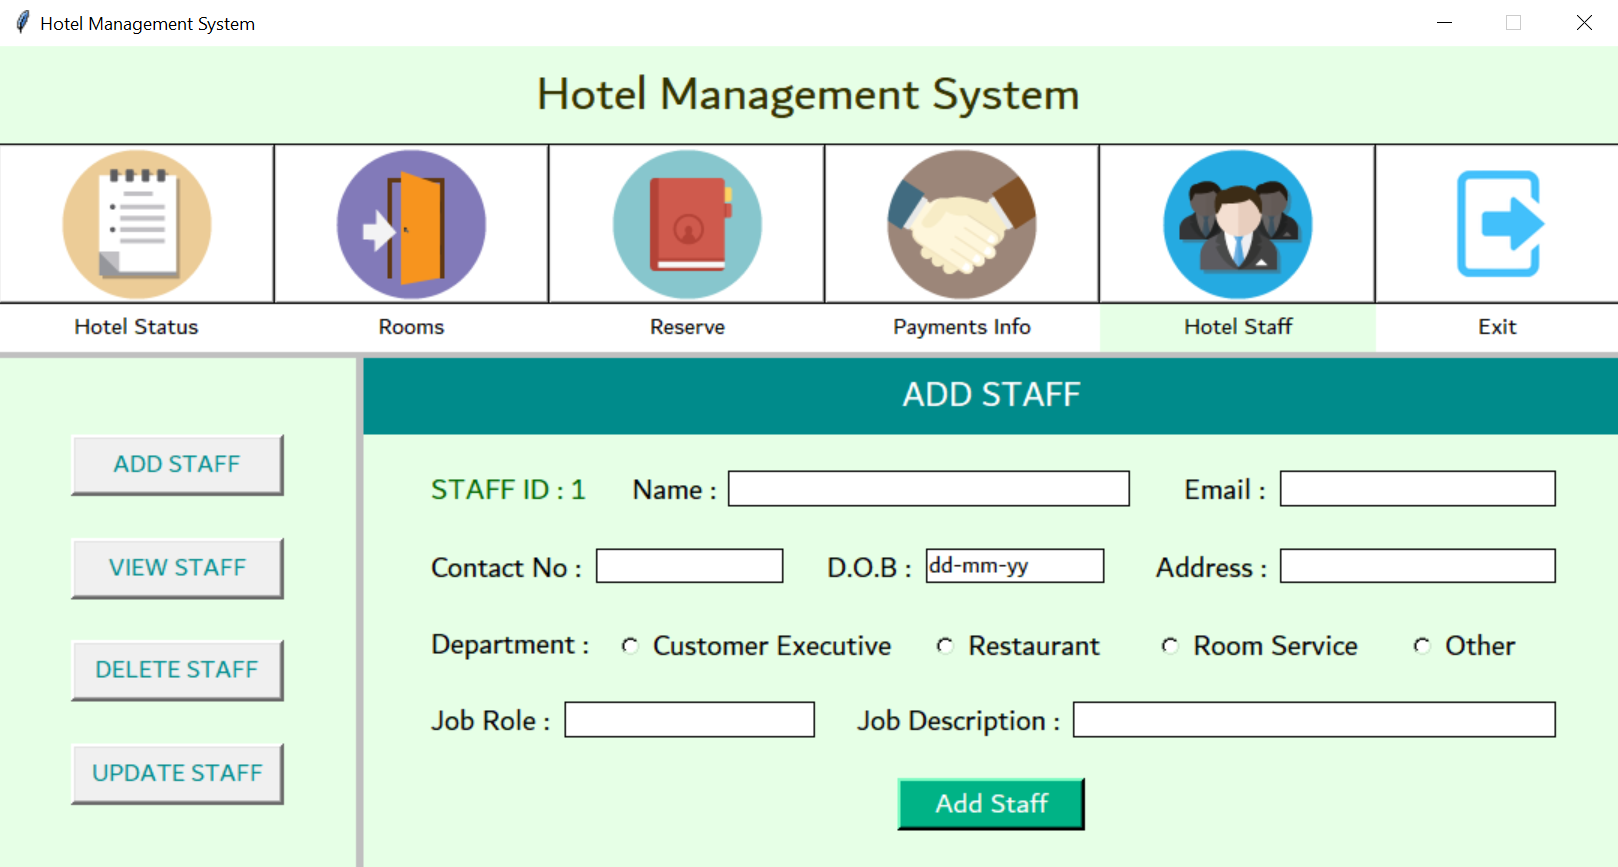 Hotel Management System
Hotel Management System
Hotel Status Rooms Reserve Payments Info Hotel Staff Exit
ADD STAFF
VIEW STAFF
DELETE STAFF
UPDATE STAFF
ADD STAFF
STAFF ID : 1 Name : Email :
Contact No : D.O.B : dd-mm-yy Address :
Department : Customer Executive Restaurant Room Service Other
Job Role : Job Description :
Add Staff